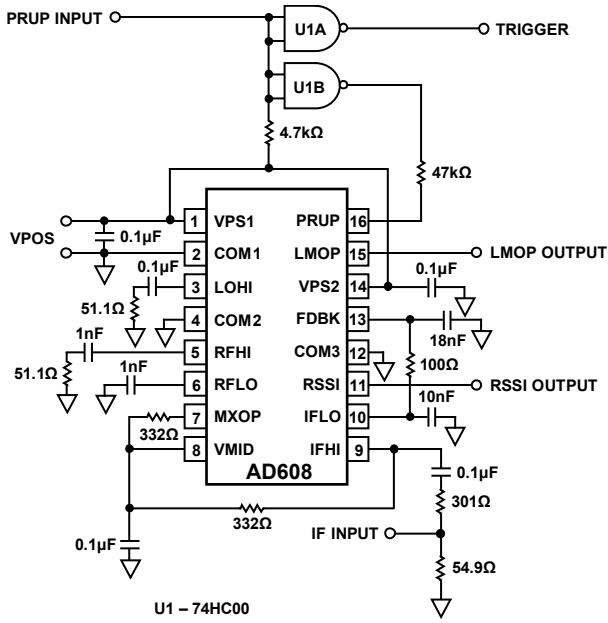 PRUP INPUT
U1A
TRIGGER
U1B
4.7kΩ
47kΩ
VPOS
0.1µF
1 VPS1
PRUP 16
2 COM1
LMOP 15
LMOP OUTPUT
0.1µF
51.1Ω
3 LOHI
VPS2 14
0.1µF
4 COM2
FDBK 13
18nF
1nF
51.1Ω
5 RFHI
COM3 12
100Ω
1nF
6 RFLO
RSSI 11
RSSI OUTPUT
332Ω
7 MXOP
IFLO 10
10nF
8 VMID
IFHI 9
AD608
0.1µF
301Ω
332Ω
IF INPUT
0.1µF
54.9Ω
U1 – 74HC00